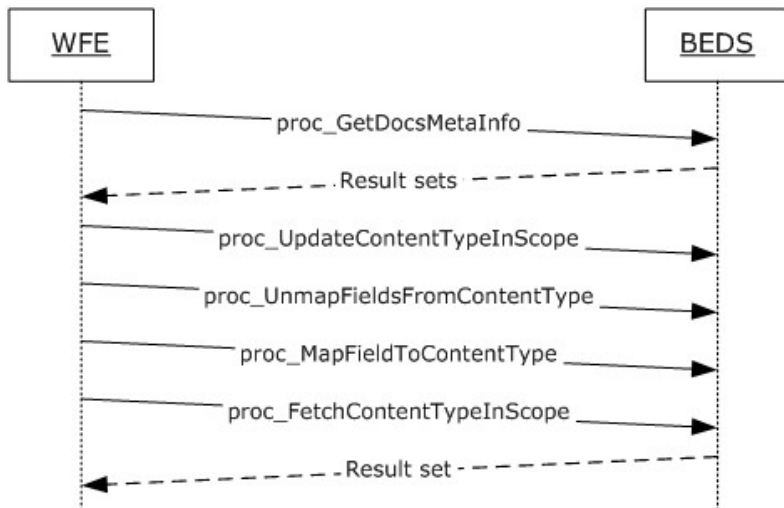 WFE
BEDS
proc_GetDocsMetaInfo
Result sets
proc_UpdateContentTypeInScope
proc_UnmapFieldsFromContentType
proc_MapFieldToContentType
proc_FetchContentTypeInScope
Result set